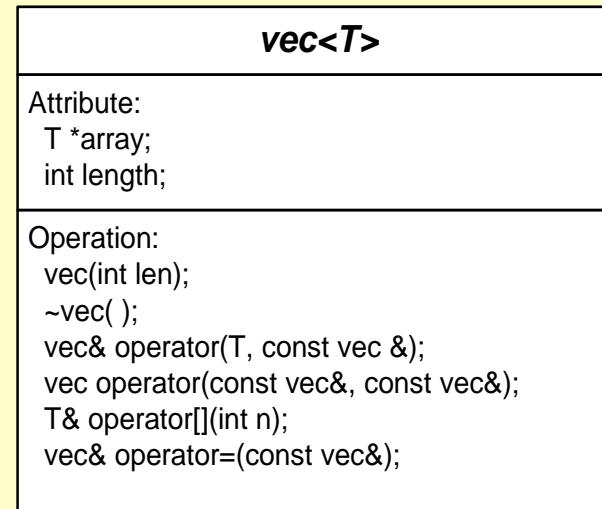 vec<T>
Attribute:
T *array;
int length;
Operation:
vec(int len);
~vec( );
vec& operator(T, const vec &);
vec operator(const vec&, const vec&);
T& operator[](int n);
vec& operator=(const vec&);